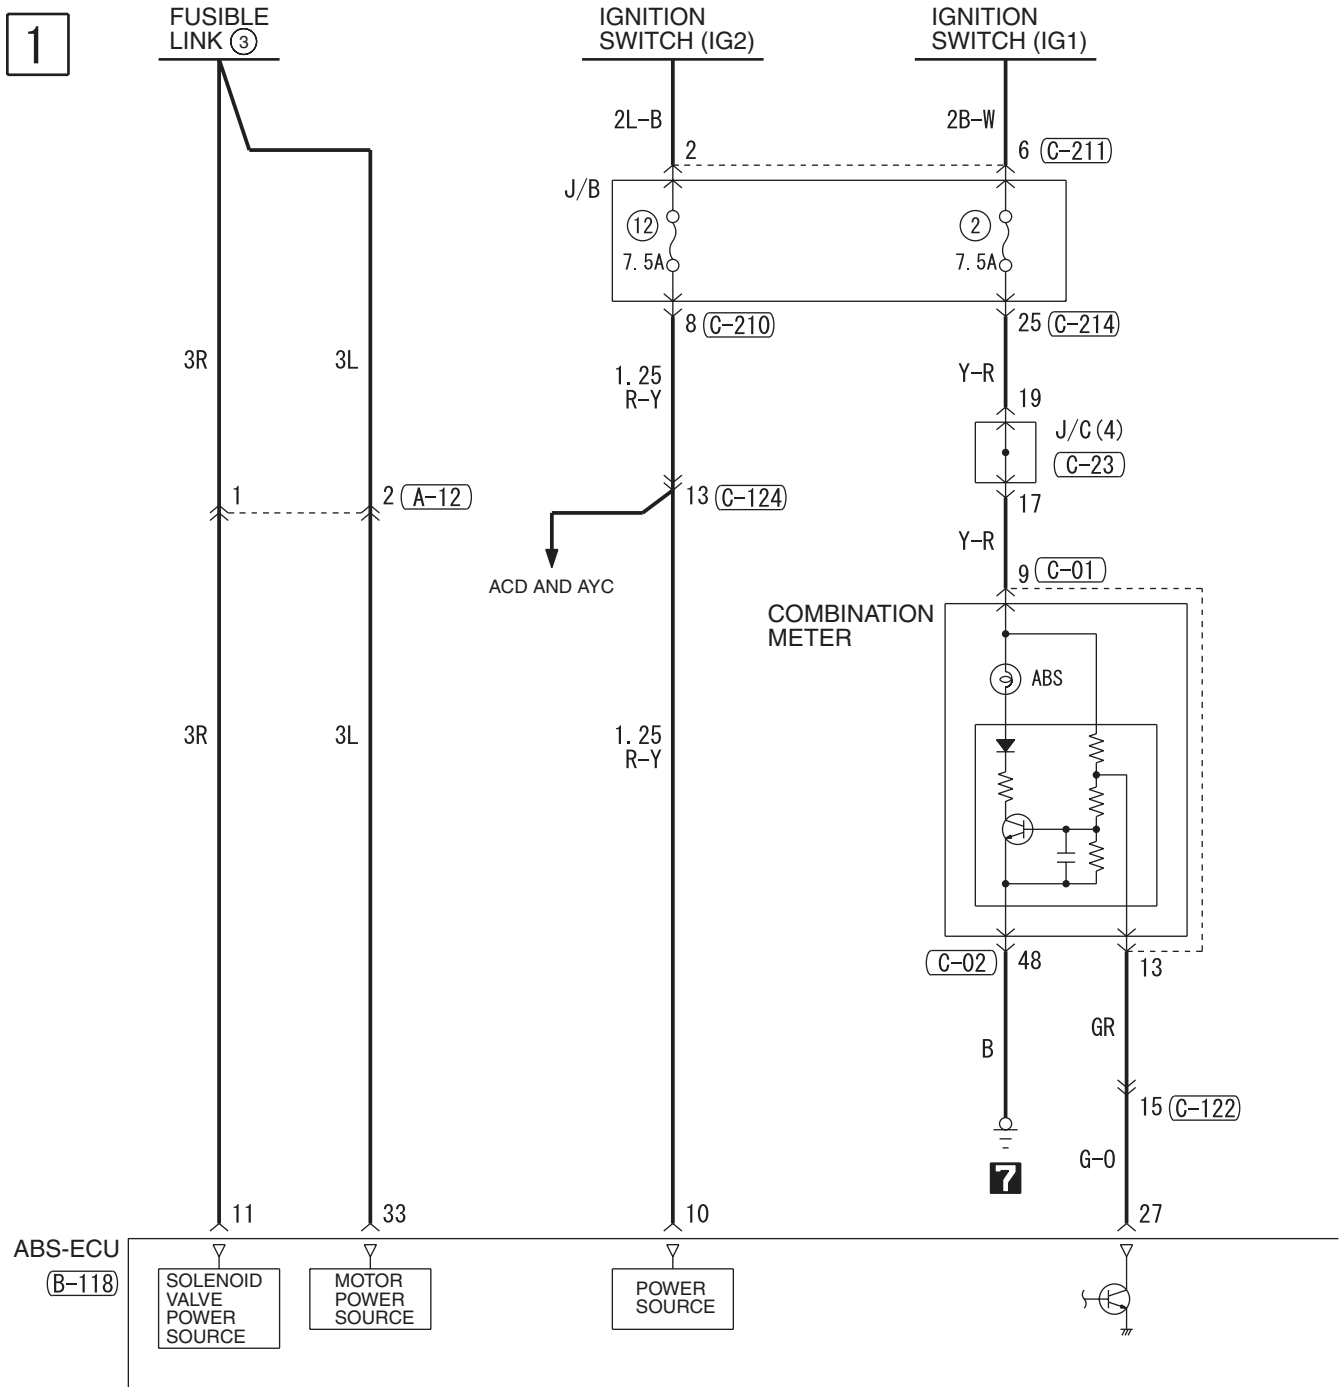 1
FUSIBLE
LINK 3
IGNITION
SWITCH (IG2)
IGNITION
SWITCH (IG1)
2L-B
2B-W
2
6 C-211
J/B
12
7.5A
2
7.5A
8 C-210
25 C-214
3R
3L
1.25
R-Y
Y-R
19
J/C(4)
C-23
1
2 A-12
13 C-124
17
Y-R
ACD AND AYC
9 C-01
COMBINATION
METER
ABS
3R
3L
1.25
R-Y
C-02 48
13
GR
B
15 C-122
G-O
7
11
33
10
27
ABS-ECU
B-118
SOLENOID
VALVE
POWER
SOURCE
MOTOR
POWER
SOURCE
POWER
SOURCE